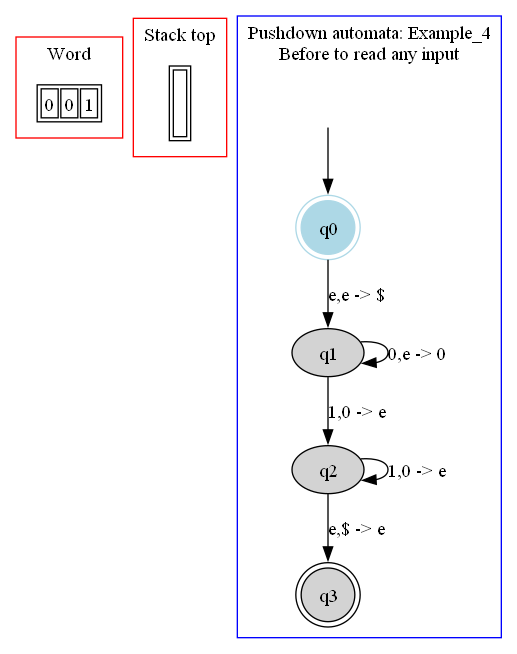 Word
0 0 1
Stack top
Pushdown automata: Example_4
Before to read any input
q0
e,e -> $
q1
0,e -> 0
1,0 -> e
q2
1,0 -> e
e,$ -> e
q3